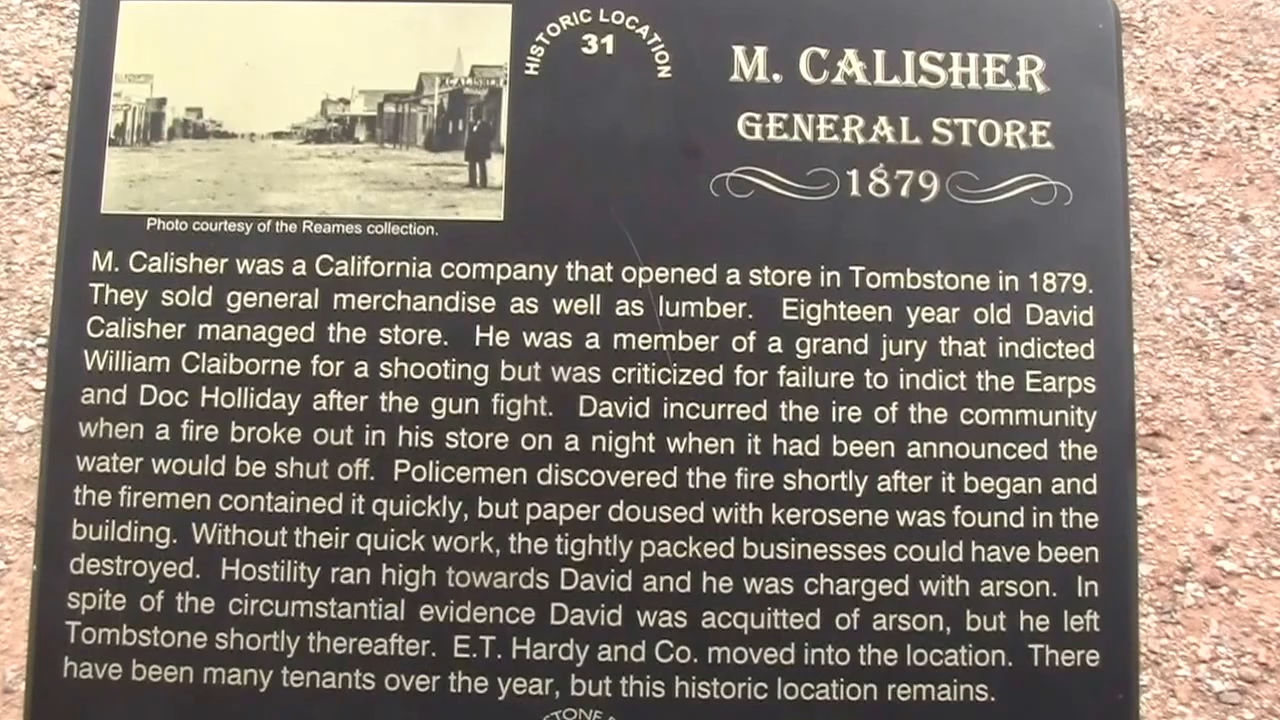 HISTORIC LOCATION
31
M. CALISHER
GENERAL STORE
1879
CALISHER
Photo courtesy of the Reames collection.
M. Calisher was a California company that opened a store in Tombstone in 1879.
They sold general merchandise as well as lumber. Eighteen year old David
Calisher managed the store. He was a member of a grand jury that indicted
William Claiborne for a shooting but was criticized for failure to indict the Earps
and Doc Holliday after the gun fight. David incurred the ire of the community
when a fire broke out in his store on a night when it had been announced the
water would be shut off. Policemen discovered the fire shortly after it began and
the firemen contained it quickly, but paper doused with kerosene was found in the
building. Without their quick work, the tightly packed businesses could have been
destroyed. Hostility ran high towards David and he was charged with arson. In
spite of the circumstantial evidence David was acquitted of arson, but he left
Tombstone shortly thereafter. E.T. Hardy and Co. moved into the location. There
have been many tenants over the year, but this historic location remains.